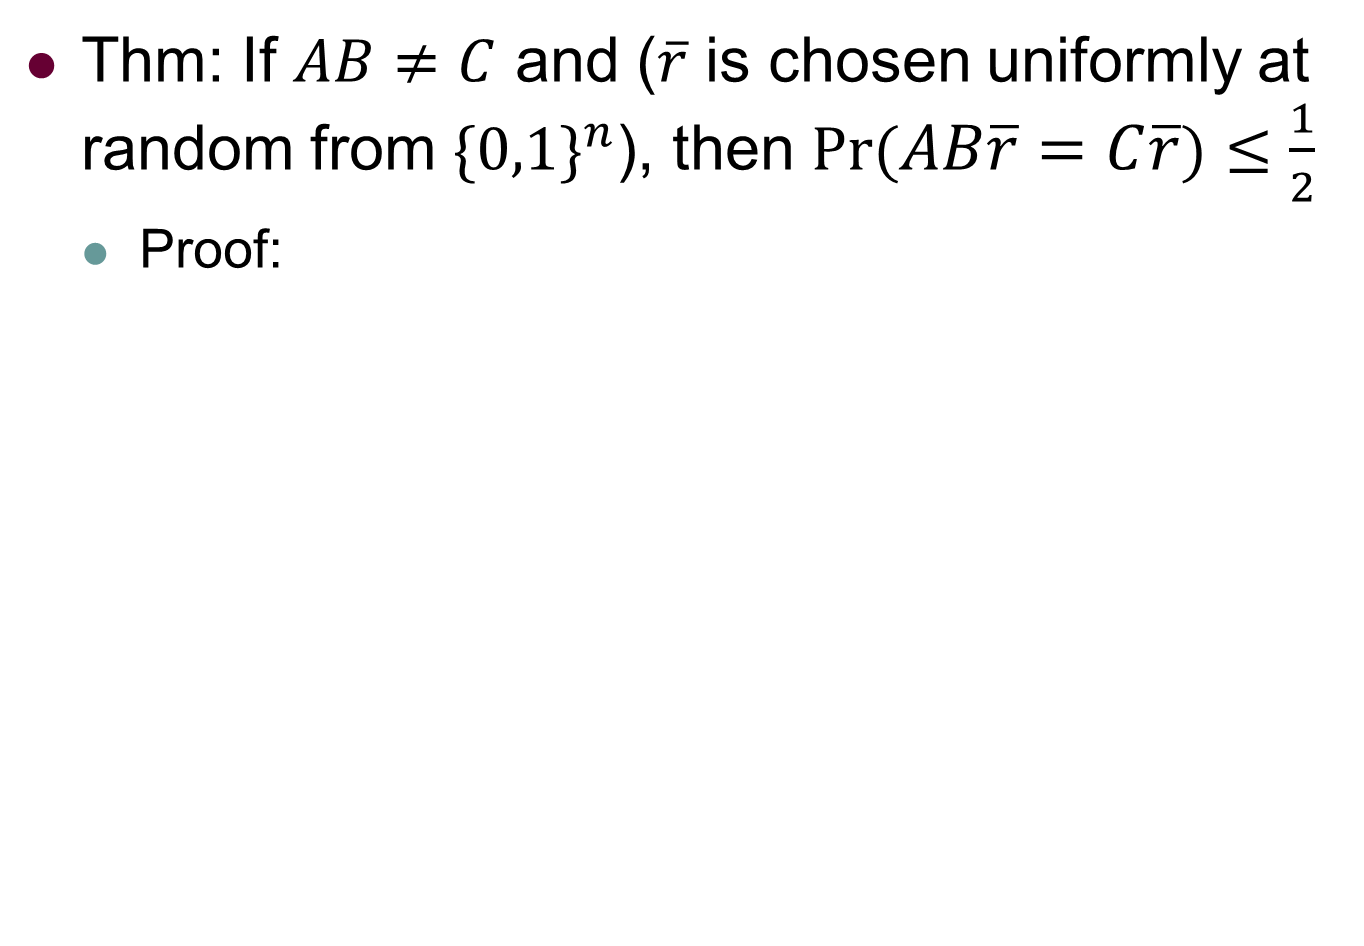 • Thm: If 𝐴𝐵 ≠ 𝐶 and (r̄ is chosen uniformly at
random from {0,1}ⁿ), then Pr(𝐴𝐵r̄ = 𝐶r̄) ≤ 1/2
• Proof: